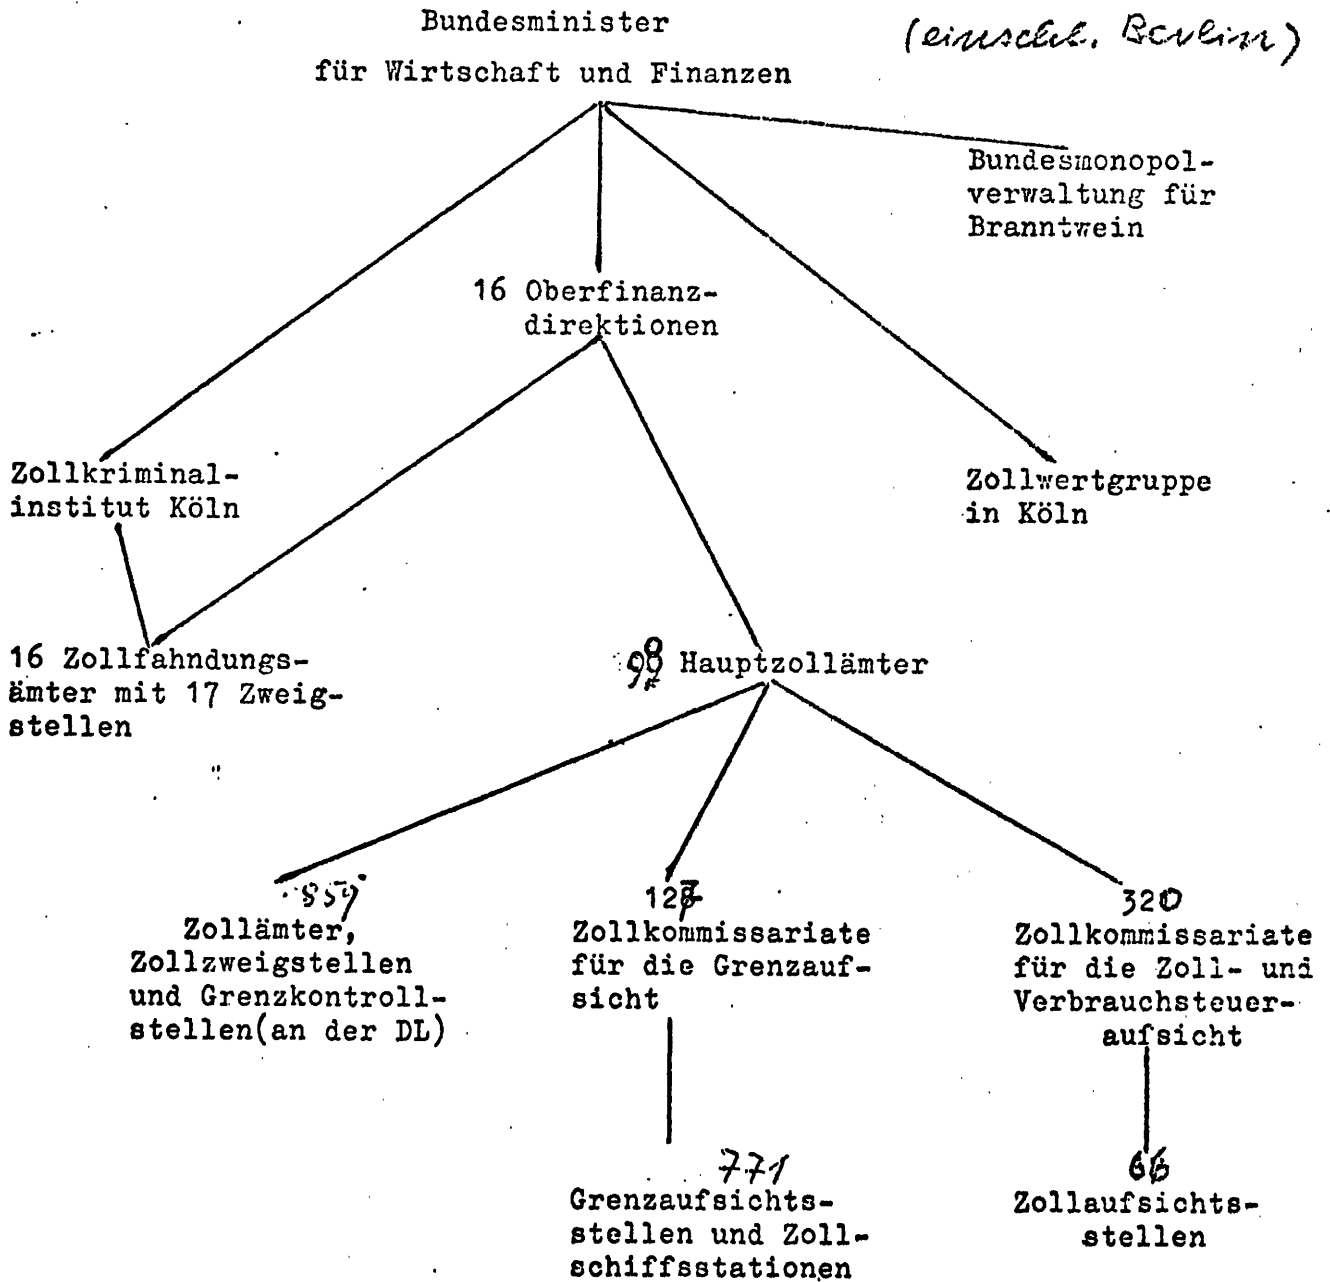 Bundesminister
für Wirtschaft und Finanzen
(einschl. Berlin)
Bundesmonopol-
verwaltung für
Branntwein
16 Oberfinanz-
direktionen
Zollkriminal-
institut Köln
Zollwertgruppe
in Köln
16 Zollfahndungs-
ämter mit 17 Zweig-
stellen
Hauptzollämter
859
Zollämter,
Zollzweigstellen
und Grenzkontroll-
stellen(an der DL)
127
Zollkommissariate
für die Grenzauf-
sicht
320
Zollkommissariate
für die Zoll- und
Verbrauchsteuer-
aufsicht
771
Grenzaufsichts-
stellen und Zoll-
schiffsstationen
66
Zollaufsichts-
stellen